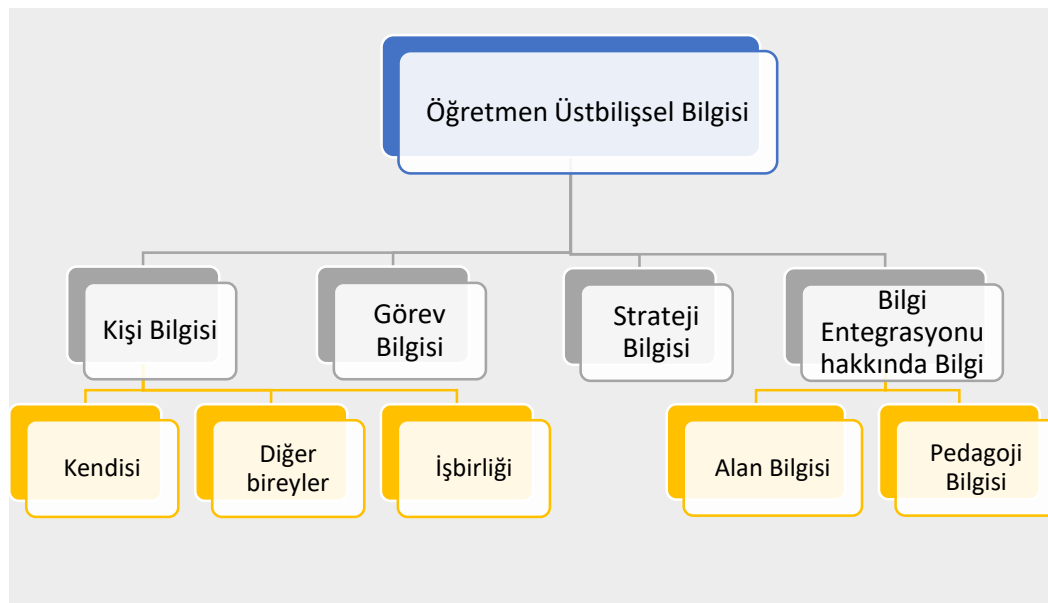 Öğretmen Üstbilişsel Bilgisi
Kişi Bilgisi
Görev
Bilgisi
Strateji
Bilgisi
Bilgi
Entegrasyonu
hakkında Bilgi
Kendisi
Diğer
bireyler
İşbirliği
Alan Bilgisi
Pedagoji
Bilgisi